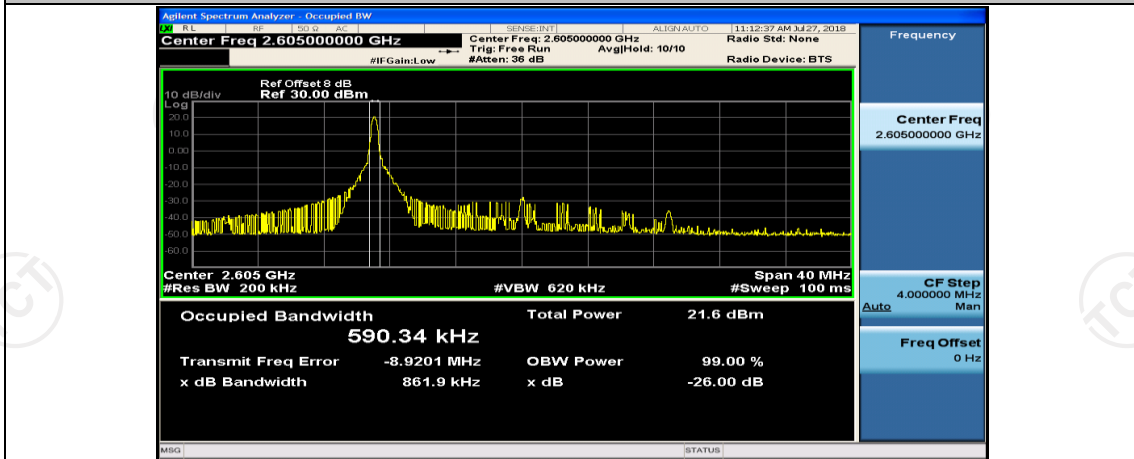 Agilent Spectrum Analyzer - Occupied BW
LXI RL RF 50 Ω AC SENSE:INT ALIGN AUTO 11:12:37 AM Jul 27, 2018
Center Freq 2.605000000 GHz
Center Freq: 2.605000000 GHz
Radio Std: None
Trig: Free Run Avg|Hold: 10/10
#IFGain:Low
#Atten: 36 dB
Radio Device: BTS
Frequency
Ref Offset 8 dB
10 dB/div Ref 30.00 dBm
Log
20.0
10.0
0.00
-10.0
-20.0
-30.0
-40.0
-50.0
-60.0
Center 2.605 GHz Span 40 MHz
#Res BW 200 kHz #VBW 620 kHz #Sweep 100 ms
Occupied Bandwidth Total Power 21.6 dBm
590.34 kHz
Transmit Freq Error -8.9201 MHz OBW Power 99.00 %
x dB Bandwidth 861.9 kHz x dB -26.00 dB
Center Freq
2.605000000 GHz
CF Step
4.000000 MHz
Auto Man
Freq Offset
0 Hz
MSG STATUS
TCT